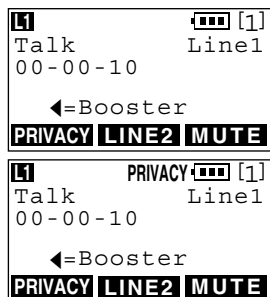 L1 [1]
Talk Line1
00-00-10
◀=Booster
PRIVACY LINE2 MUTE
L1 PRIVACY [1]
Talk Line1
00-00-10
◀=Booster
PRIVACY LINE2 MUTE